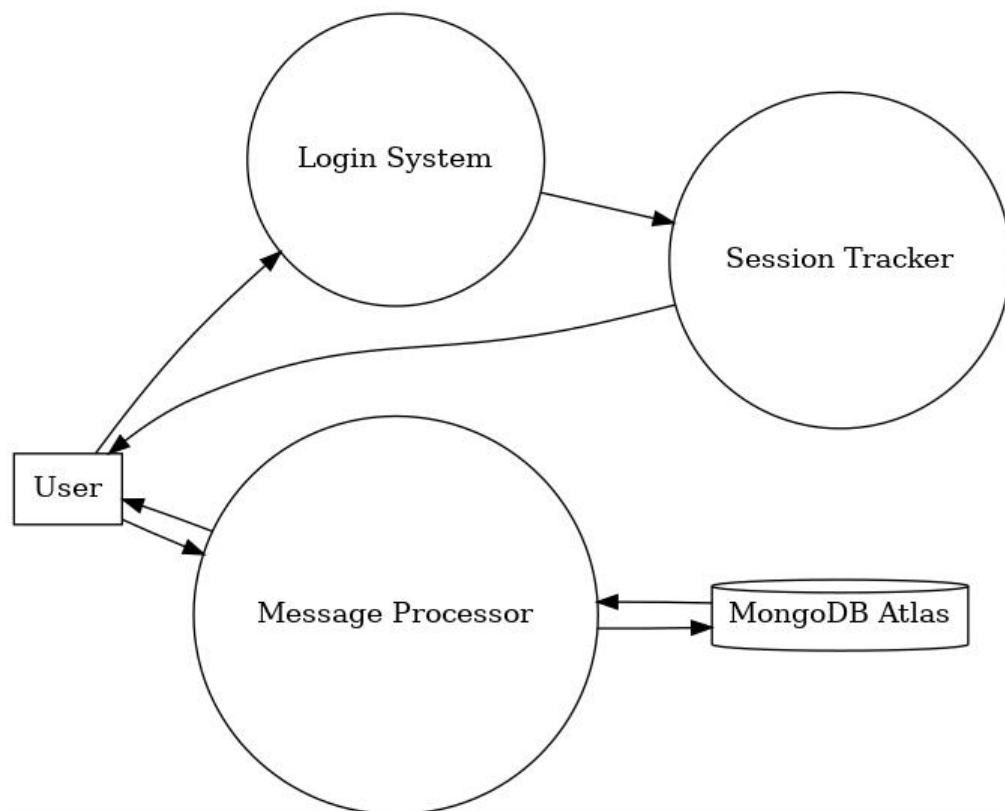 Login System
Session Tracker
User
Message Processor
MongoDB Atlas